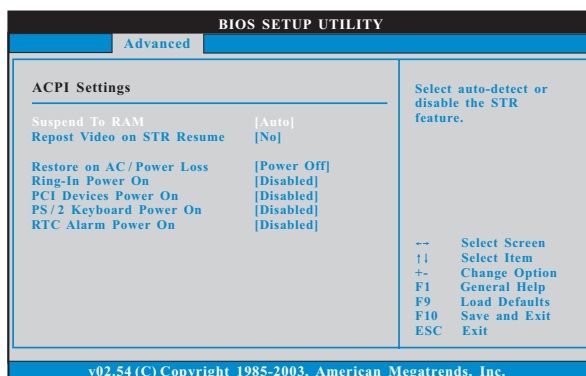 BIOS SETUP UTILITY
Advanced
ACPI Settings
Suspend To RAM [Auto]
Repost Video on STR Resume [No]
Restore on AC / Power Loss [Power Off]
Ring-In Power On [Disabled]
PCI Devices Power On [Disabled]
PS / 2 Keyboard Power On [Disabled]
RTC Alarm Power On [Disabled]
Select auto-detect or
disable the STR
feature.
←→ Select Screen
↑↓ Select Item
+- Change Option
F1 General Help
F9 Load Defaults
F10 Save and Exit
ESC Exit
v02.54 (C) Copyright 1985-2003, American Megatrends, Inc.